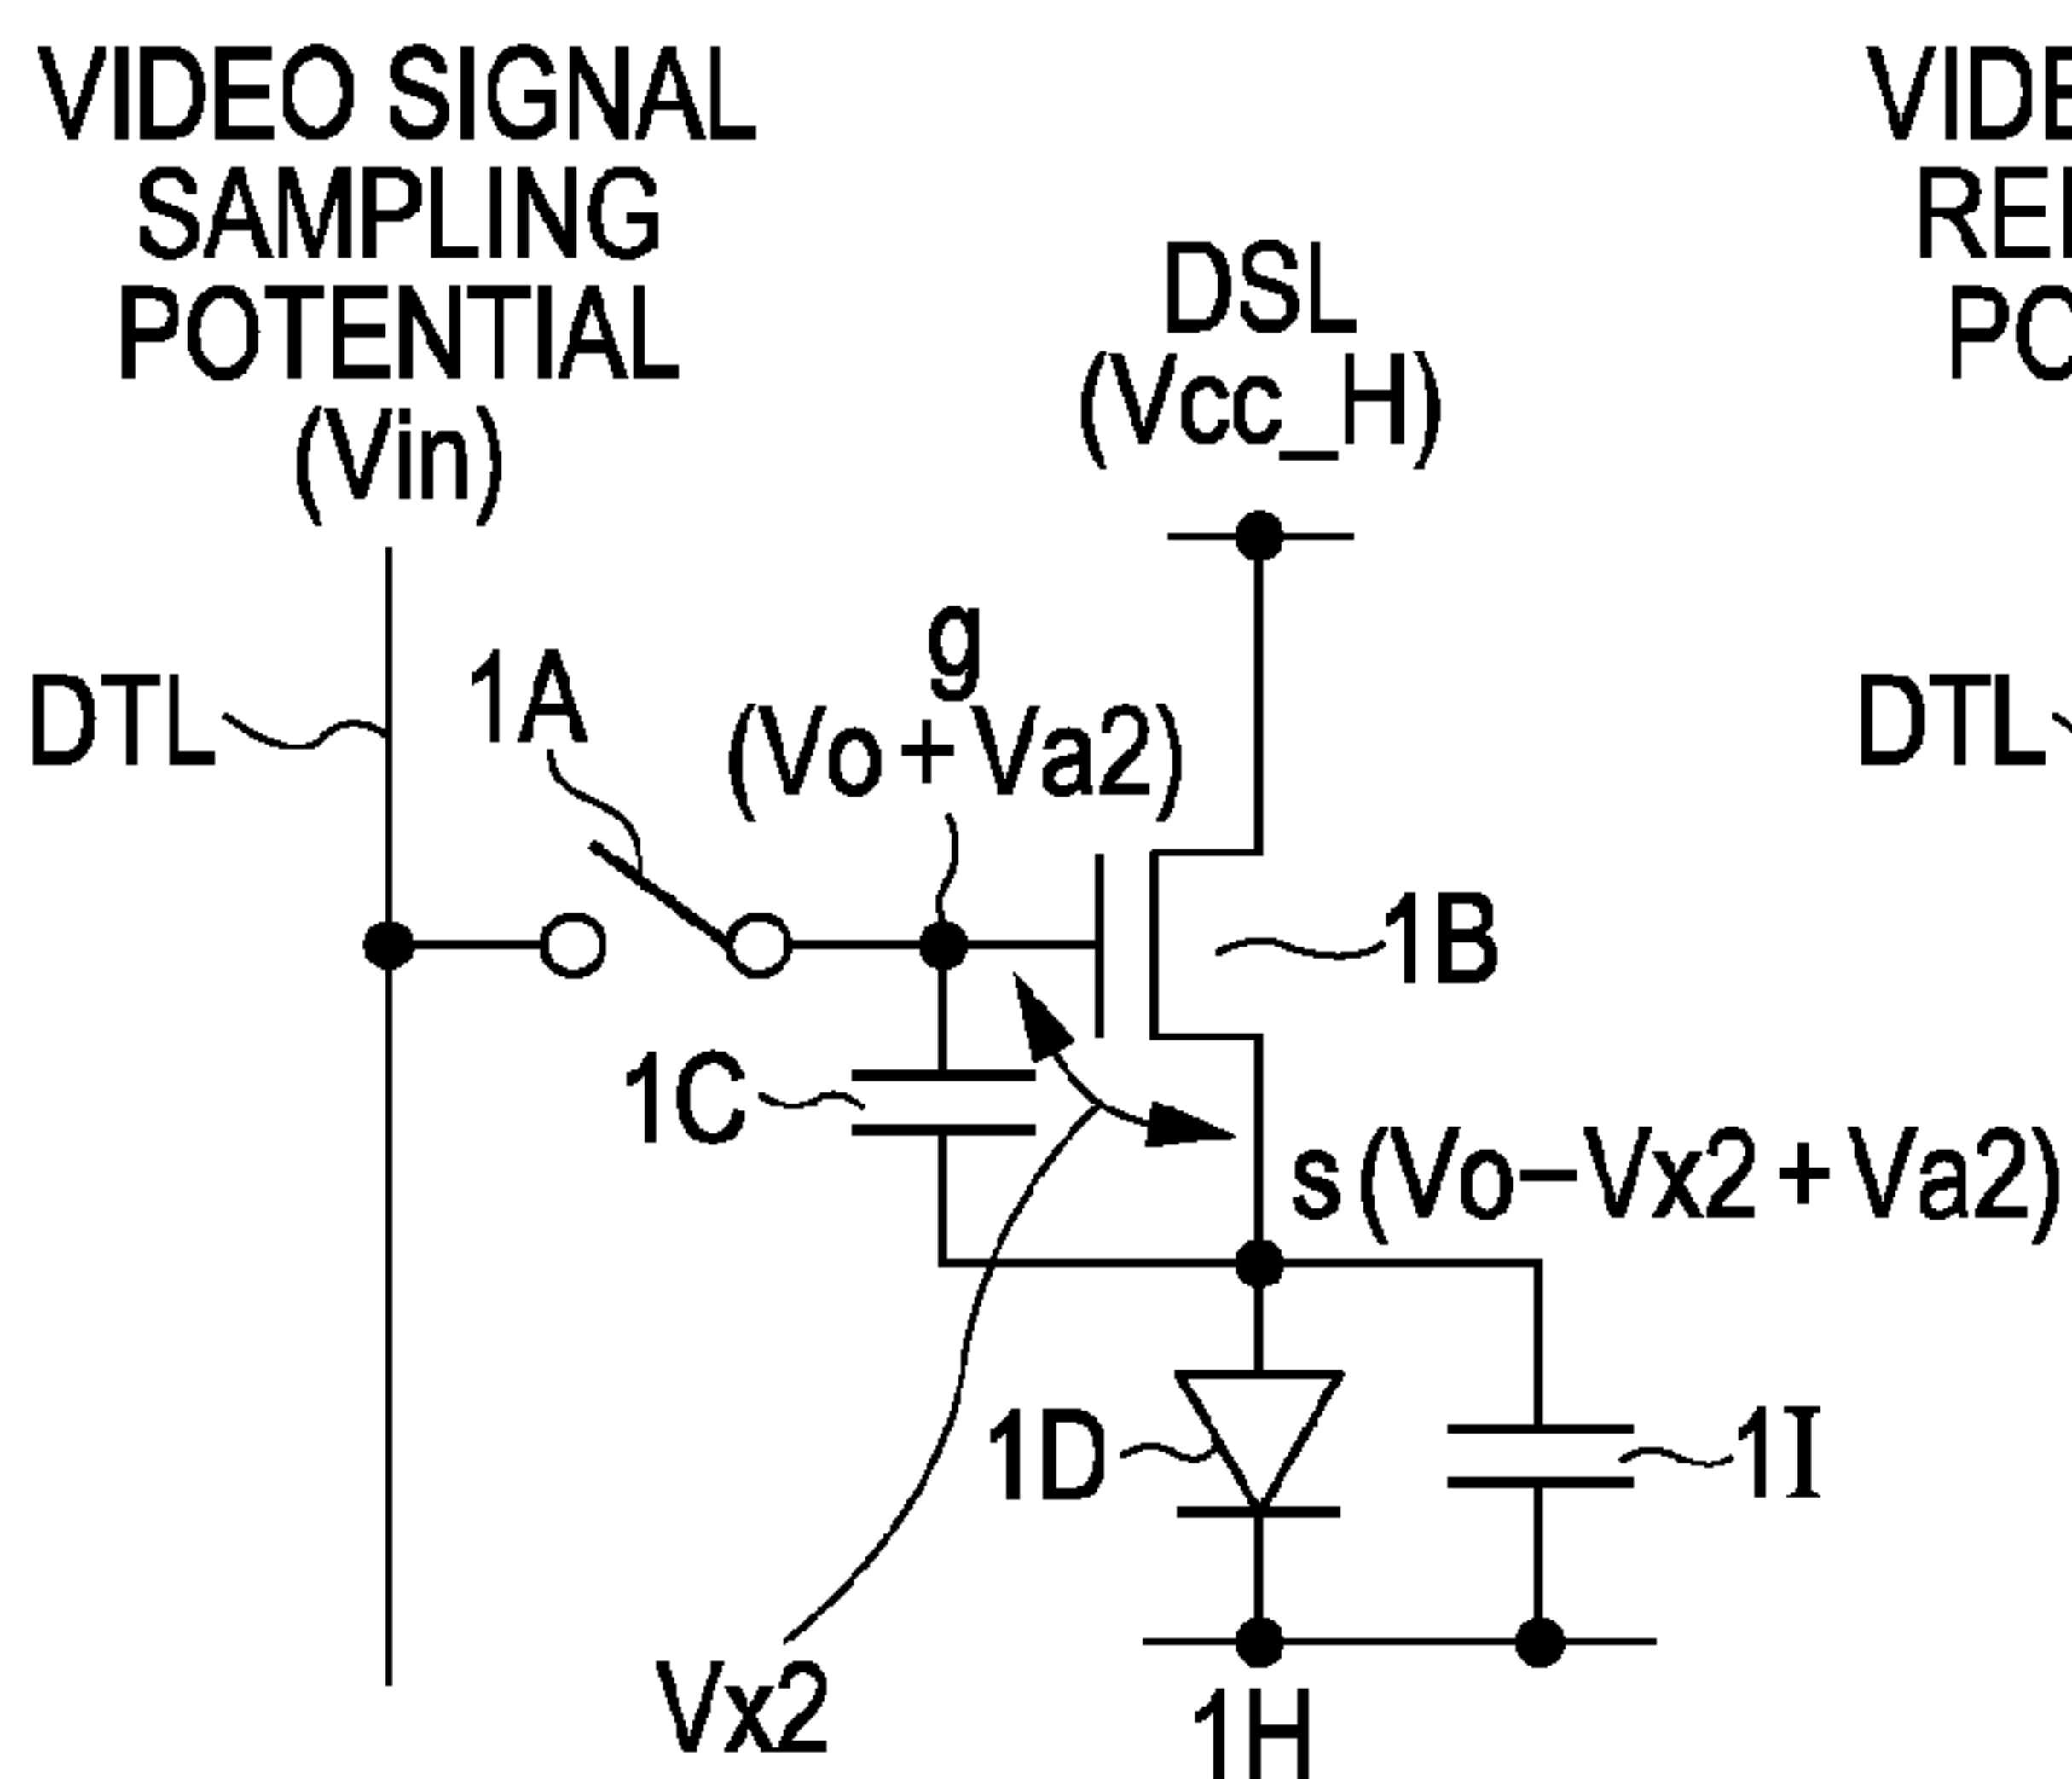 VIDEO SIGNAL
SAMPLING
POTENTIAL
(Vin)
DSL
(Vcc_H)
DTL
1A
g
(Vo+Va2)
1B
1C
s(Vo−Vx2+Va2)
1D
1I
Vx2
1H
DTL